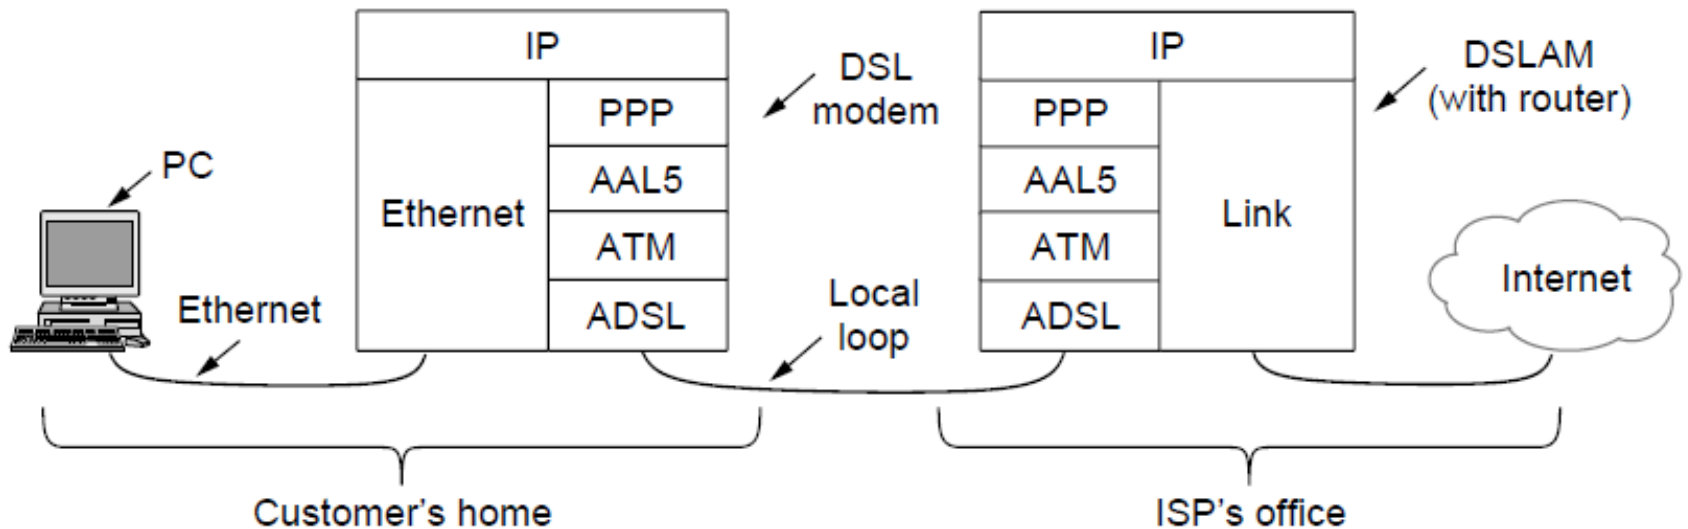 IP
DSL
modem
IP
DSLAM
(with router)
PPP
PPP
PC
AAL5
AAL5
Ethernet
Link
ATM
ATM
Internet
Ethernet
Local
loop
ADSL
ADSL
Customer's home
ISP's office